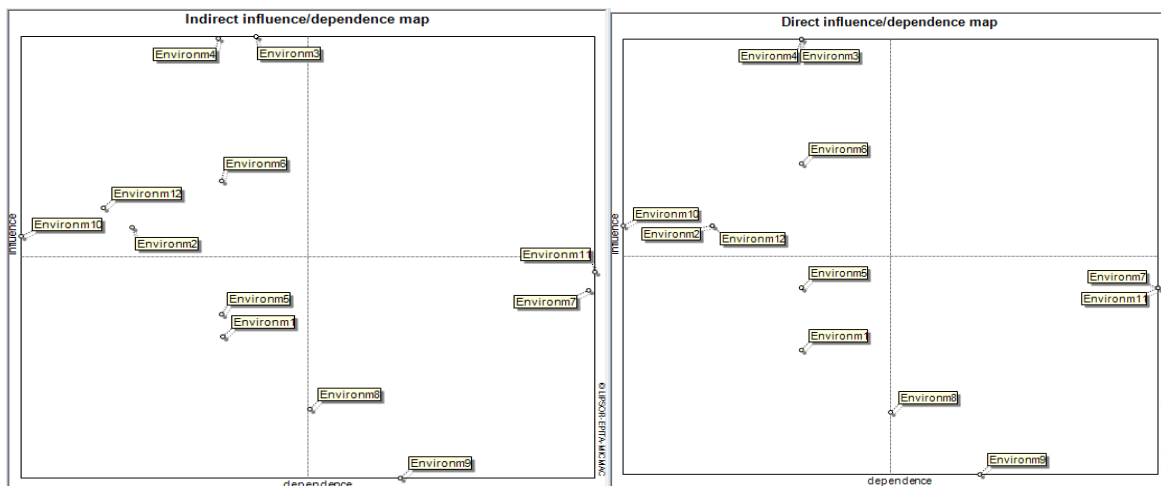 Indirect influence/dependence map
Environm4
Environm3
Environm6
Environm12
Environm10
Environm2
Environm11
Environm7
Environm5
Environm1
Environm8
Environm9
influence
dependence
© LIPSOR-EPITA-MICMAC
Direct influence/dependence map
Environm4
Environm3
Environm6
Environm10
Environm2
Environm12
Environm5
Environm7
Environm11
Environm1
Environm8
Environm9
influence
dependence